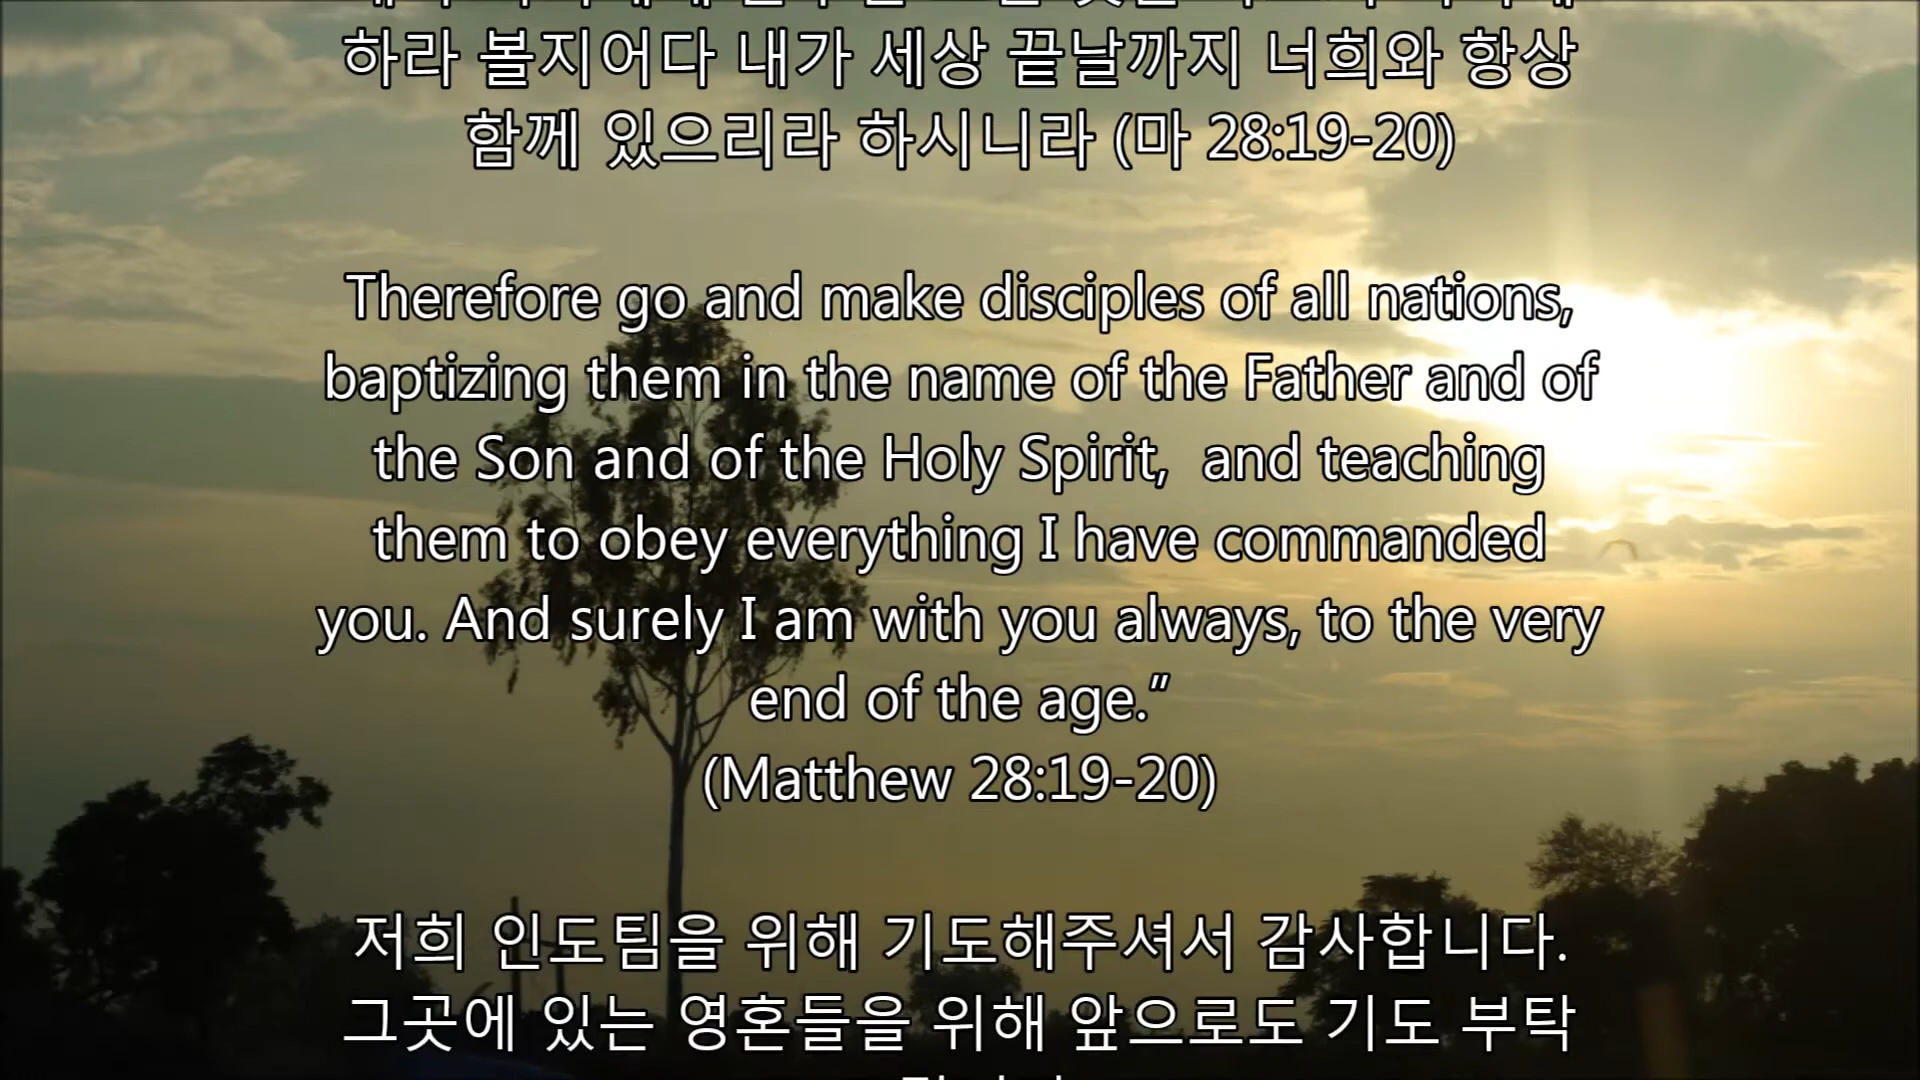 하라 볼지어다 내가 세상 끝날까지 너희와 항상
함께 있으리라 하시니라 (마 28:19-20)
Therefore go and make disciples of all nations,
baptizing them in the name of the Father and of
the Son and of the Holy Spirit,  and teaching
them to obey everything I have commanded
you. And surely I am with you always, to the very
end of the age.”
(Matthew 28:19-20)
저희 인도팀을 위해 기도해주셔서 감사합니다.
그곳에 있는 영혼들을 위해 앞으로도 기도 부탁